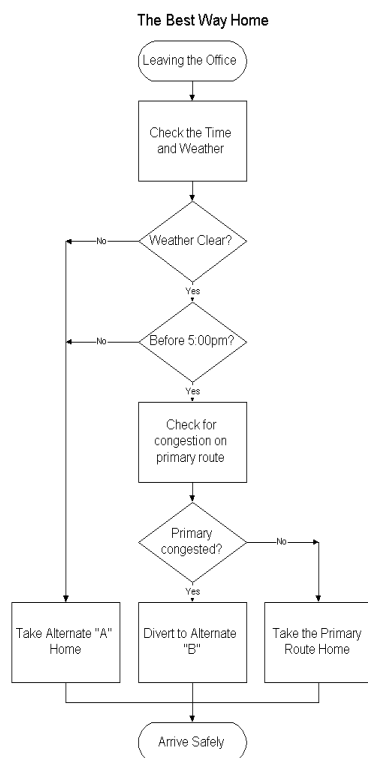 The Best Way Home
Leaving the Office
Check the Time
and Weather
Weather Clear?
No
Yes
Before 5:00pm?
No
Yes
Check for
congestion on
primary route
Primary
congested?
No
Yes
Take Alternate "A"
Home
Divert to Alternate
"B"
Take the Primary
Route Home
Arrive Safely